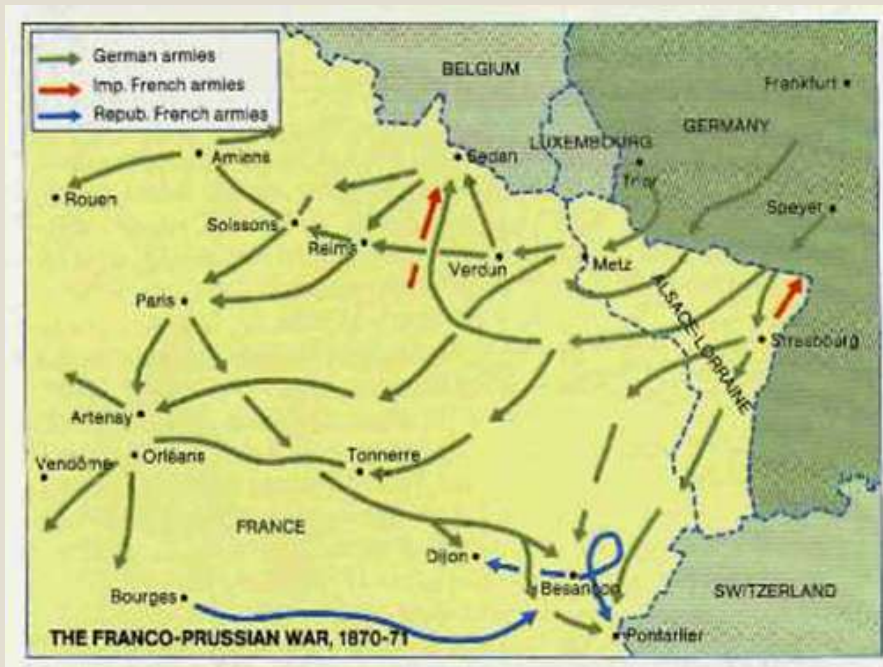 German armies
Imp. French armies
Repub. French armies
BELGIUM
Frankfurt
LUXEMBOURG
GERMANY
Amiens
Sedan
Trier
Rouen
Speyer
Soissons
Reims
Verdun
Metz
Paris
ALSACE-LORRAINE
Strasbourg
Artenay
Vendôme
Orléans
Tonnerre
FRANCE
Dijon
Besançon
Bourges
SWITZERLAND
THE FRANCO-PRUSSIAN WAR, 1870-71
Pontarlier